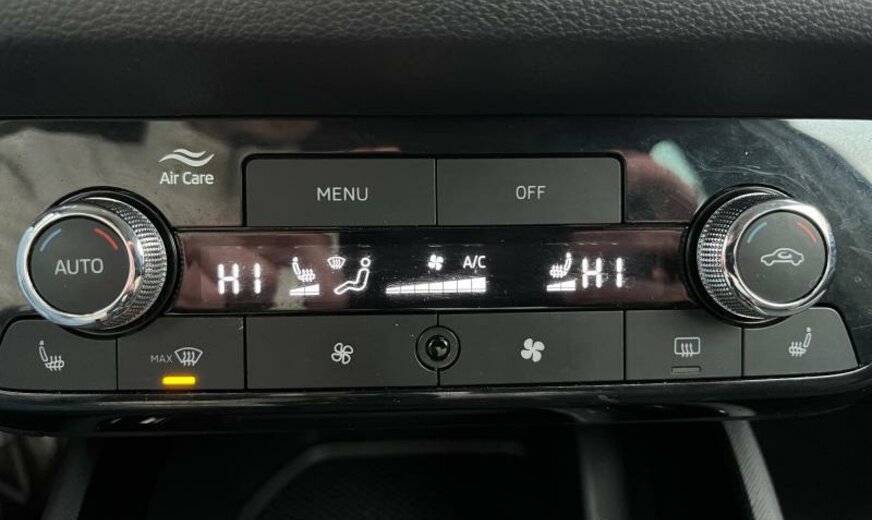 Air Care
MENU
OFF
AUTO
HI
A/C
HI
MAX